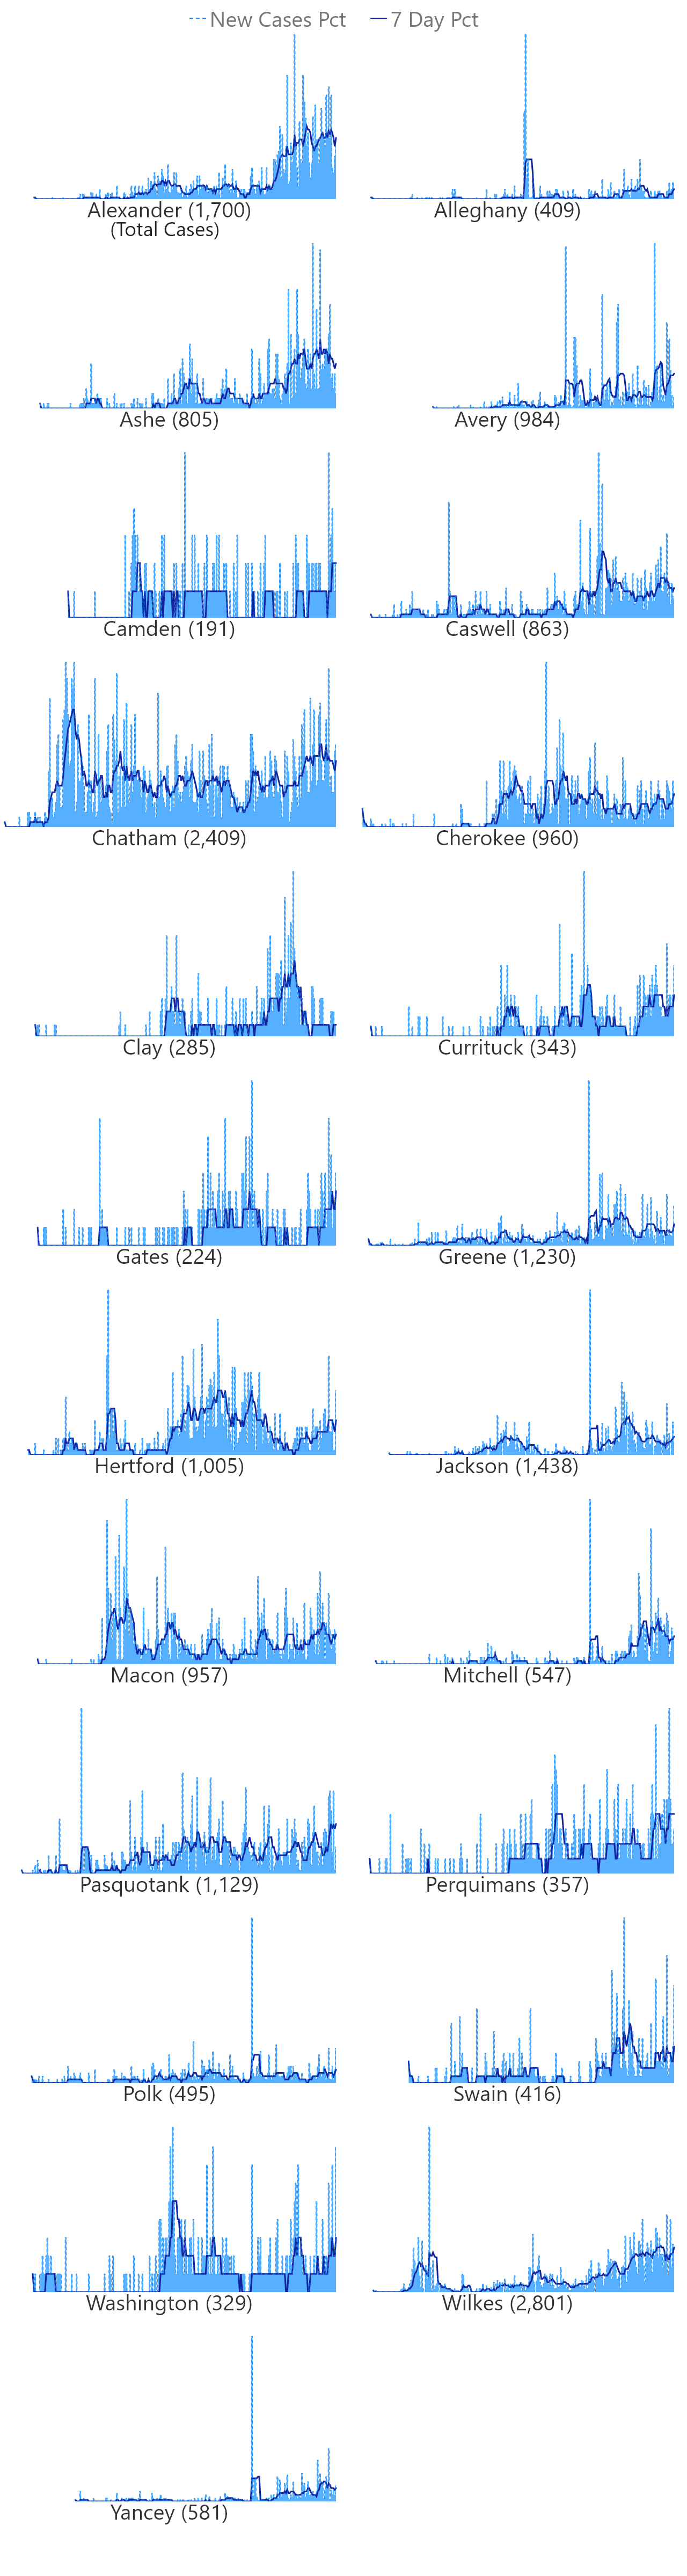 New Cases Pct 7 Day Pct
Alexander (1,700) Alleghany (409)
(Total Cases)
Ashe (805) Avery (984)
Camden (191) Caswell (863)
Chatham (2,409) Cherokee (960)
Clay (285) Currituck (343)
Gates (224) Greene (1,230)
Hertford (1,005) Jackson (1,438)
Macon (957) Mitchell (547)
Pasquotank (1,129) Perquimans (357)
Polk (495) Swain (416)
Washington (329) Wilkes (2,801)
Yancey (581)